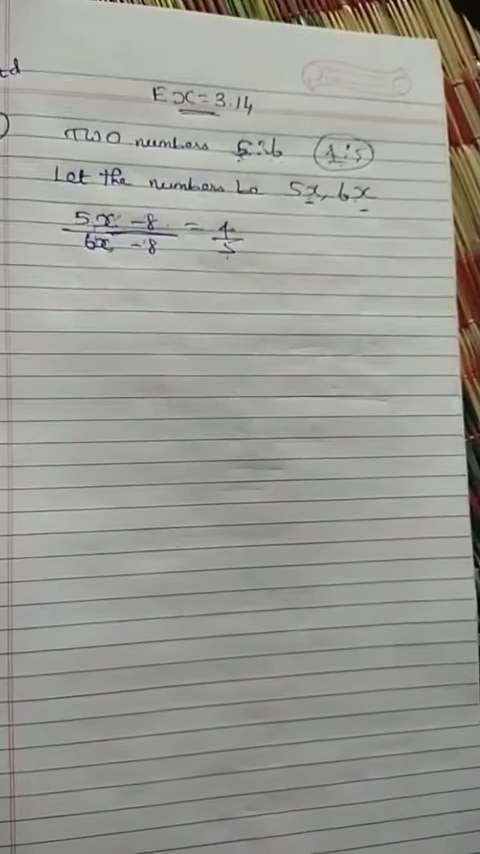 td
Ex = 3.14
Two numbers 5:6 4:5
Let the numbers be 5x, 6x
5x - 8 / 6x - 8 = 4 / 5